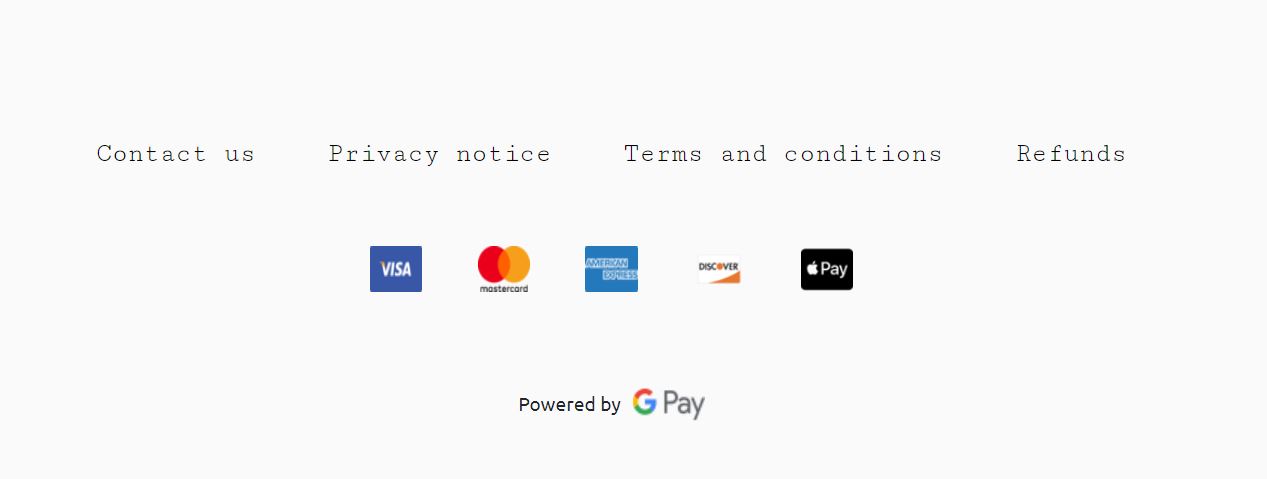 Contact us Privacy notice Terms and conditions Refunds
VISA mastercard AMERICAN EXPRESS DISCOVER Pay
Powered by G Pay